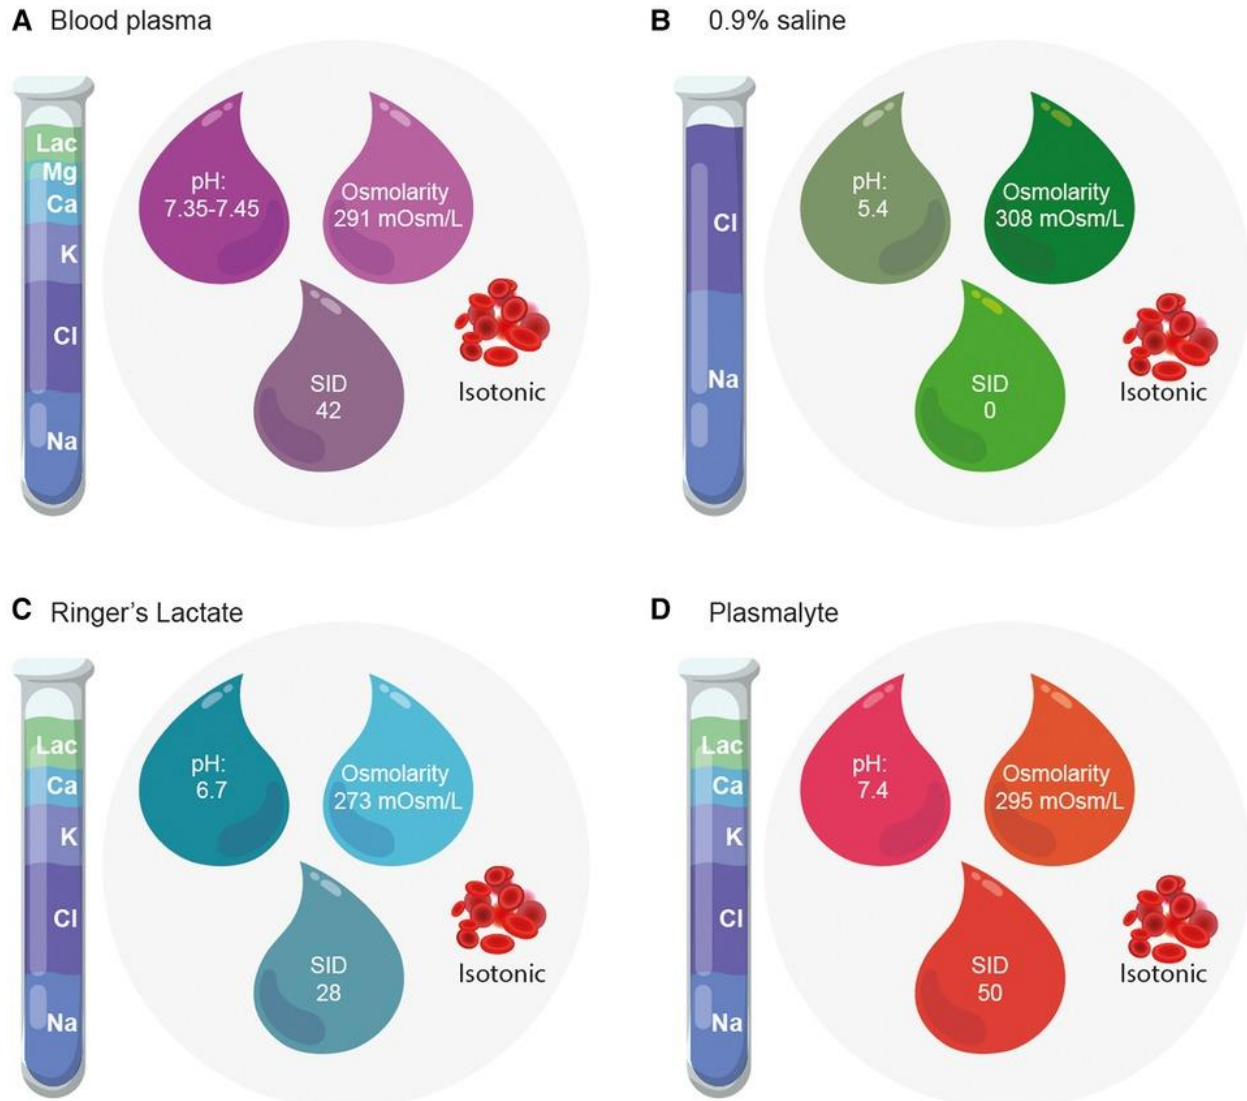 A Blood plasma
Lac
Mg
Ca
K
Cl
Na
pH:
7.35-7.45
Osmolarity
291 mOsm/L
SID
42
Isotonic
B 0.9% saline
Cl
Na
pH:
5.4
Osmolarity
308 mOsm/L
SID
0
Isotonic
C Ringer’s Lactate
Lac
Ca
K
Cl
Na
pH:
6.7
Osmolarity
273 mOsm/L
SID
28
Isotonic
D Plasmalyte
Lac
Ca
K
Cl
Na
pH:
7.4
Osmolarity
295 mOsm/L
SID
50
Isotonic